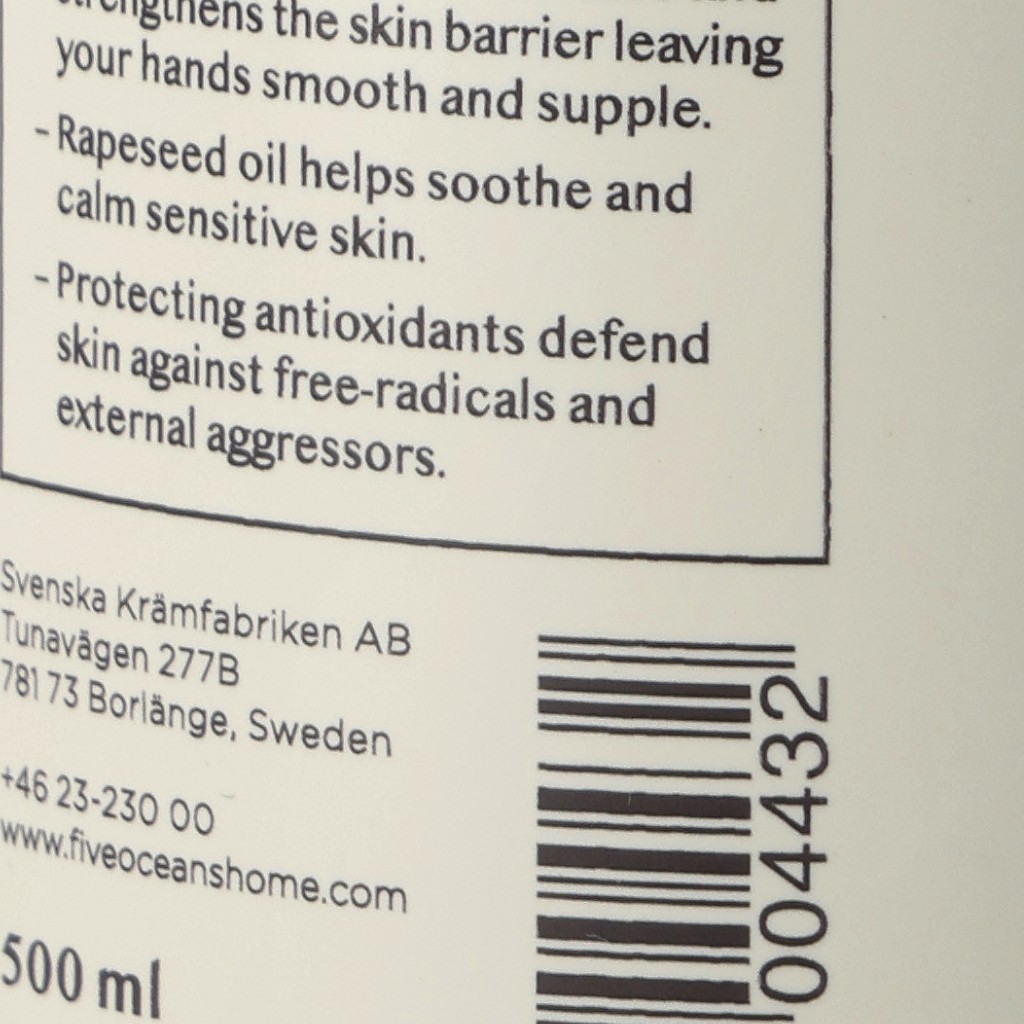 strengthens the skin barrier leaving
your hands smooth and supple.
- Rapeseed oil helps soothe and
calm sensitive skin.
- Protecting antioxidants defend
skin against free-radicals and
external aggressors.
Svenska Krämfabriken AB
Tunavägen 277B
781 73 Borlänge, Sweden
+46 23-230 00
www.fiveoceanshome.com
500 ml
004432